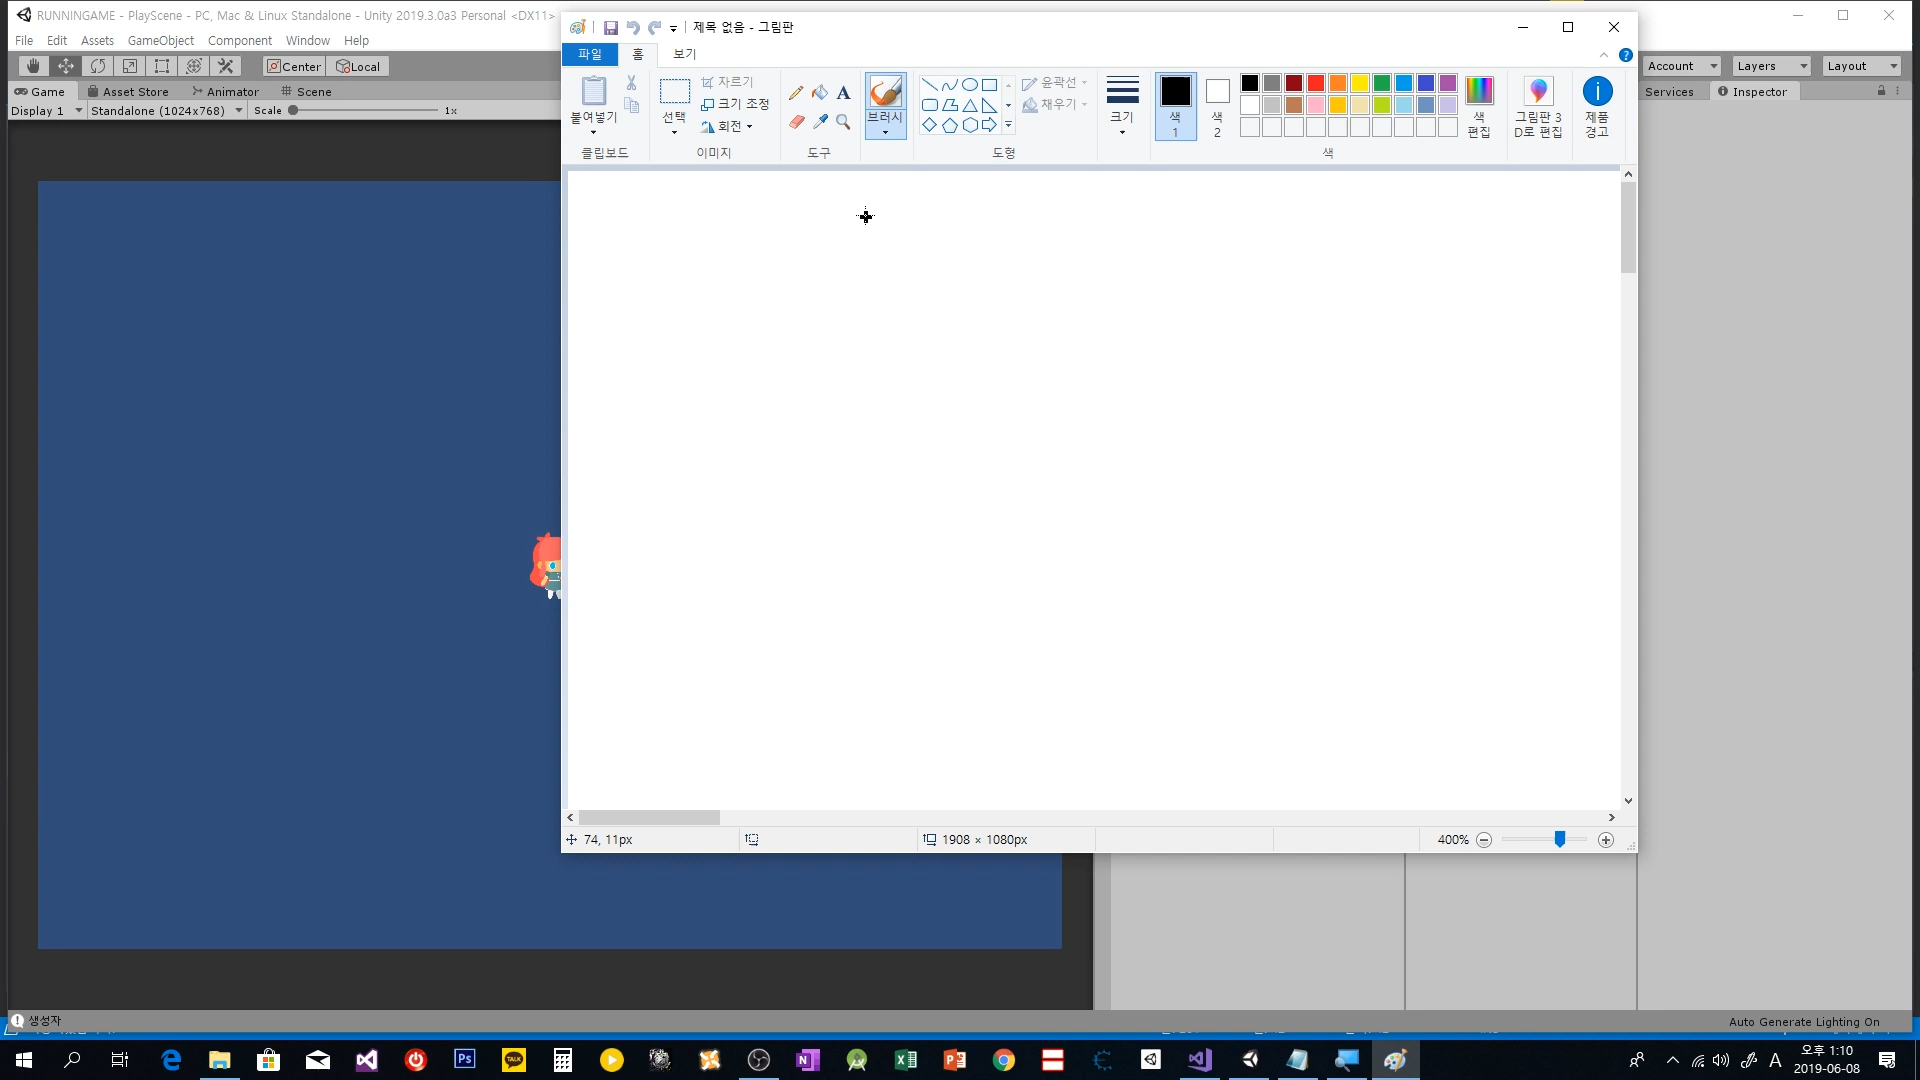 RUNNINGAME - PlayScene - PC, Mac & Linux Standalone - Unity 2019.3.0a3 Personal <DX11>
File Edit Assets GameObject Component Window Help
Center Local
Game Asset Store Animator Scene
Display 1 Standalone (1024x768) Scale 1x
제목 없음 - 그림판
파일 홈 보기
붙여넣기
클립보드
선택
자르기
크기 조정
회전
이미지
A
도구
브러시
도형
윤곽선
채우기
크기
색
1
색
2
색
편집
색
그림판 3
D로 편집
제품
경고
74, 11px
1908 × 1080px
400%
Account Layers Layout
Services Inspector
생성자
Auto Generate Lighting On
Ps
TALK
A
오후 1:10
2019-06-08